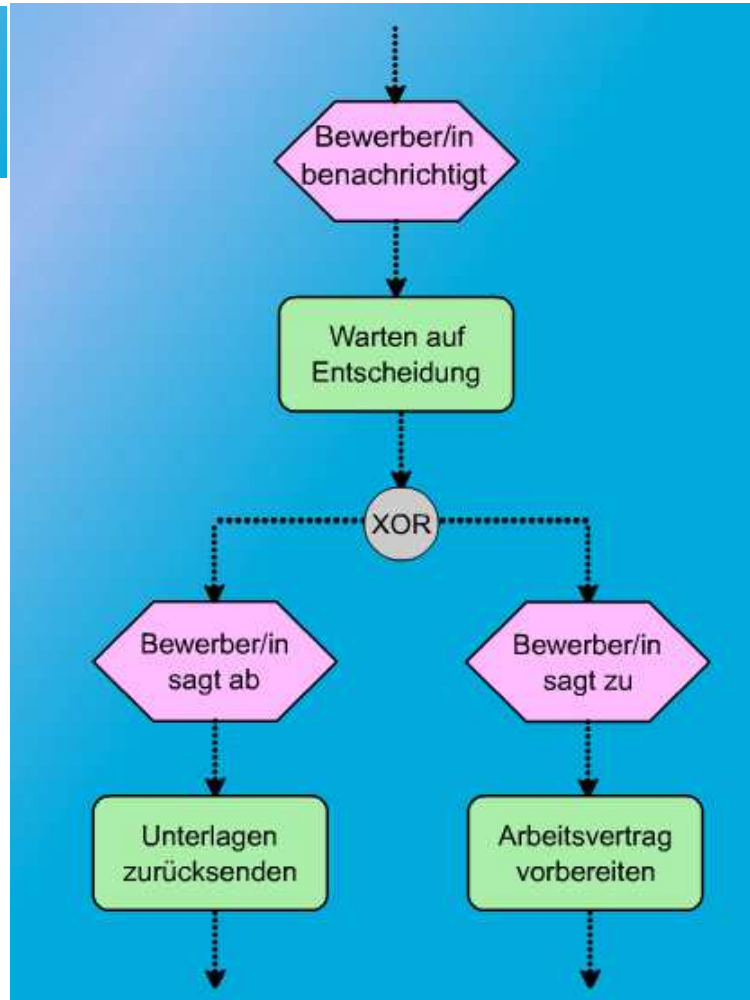 Bewerber/in
benachrichtigt
Warten auf
Entscheidung
XOR
Bewerber/in
sagt ab
Bewerber/in
sagt zu
Unterlagen
zurücksenden
Arbeitsvertrag
vorbereiten